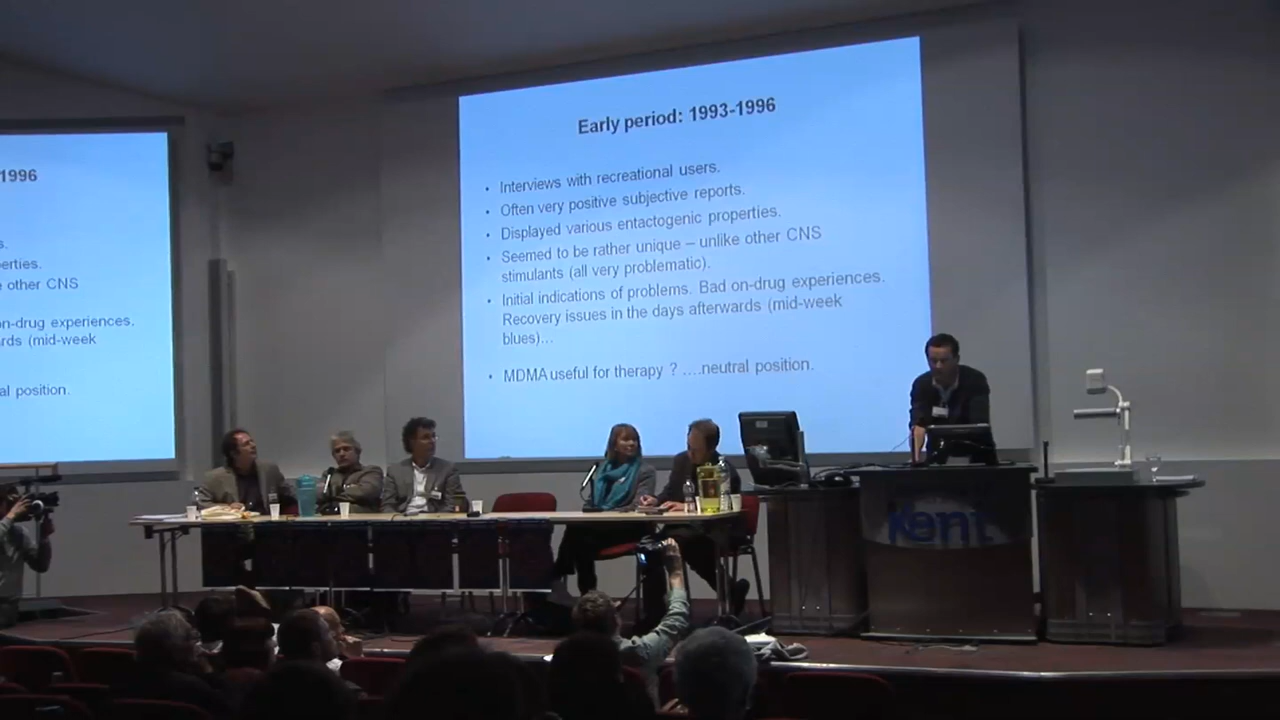 1996
s.
erties.
e other CNS
on-drug experiences.
rds (mid-week
al position.
Early period: 1993-1996
• Interviews with recreational users.
• Often very positive subjective reports.
• Displayed various entactogenic properties.
• Seemed to be rather unique – unlike other CNS
stimulants (all very problematic).
• Initial indications of problems. Bad on-drug experiences.
Recovery issues in the days afterwards (mid-week
blues)…
• MDMA useful for therapy ? ….neutral position.
Kent